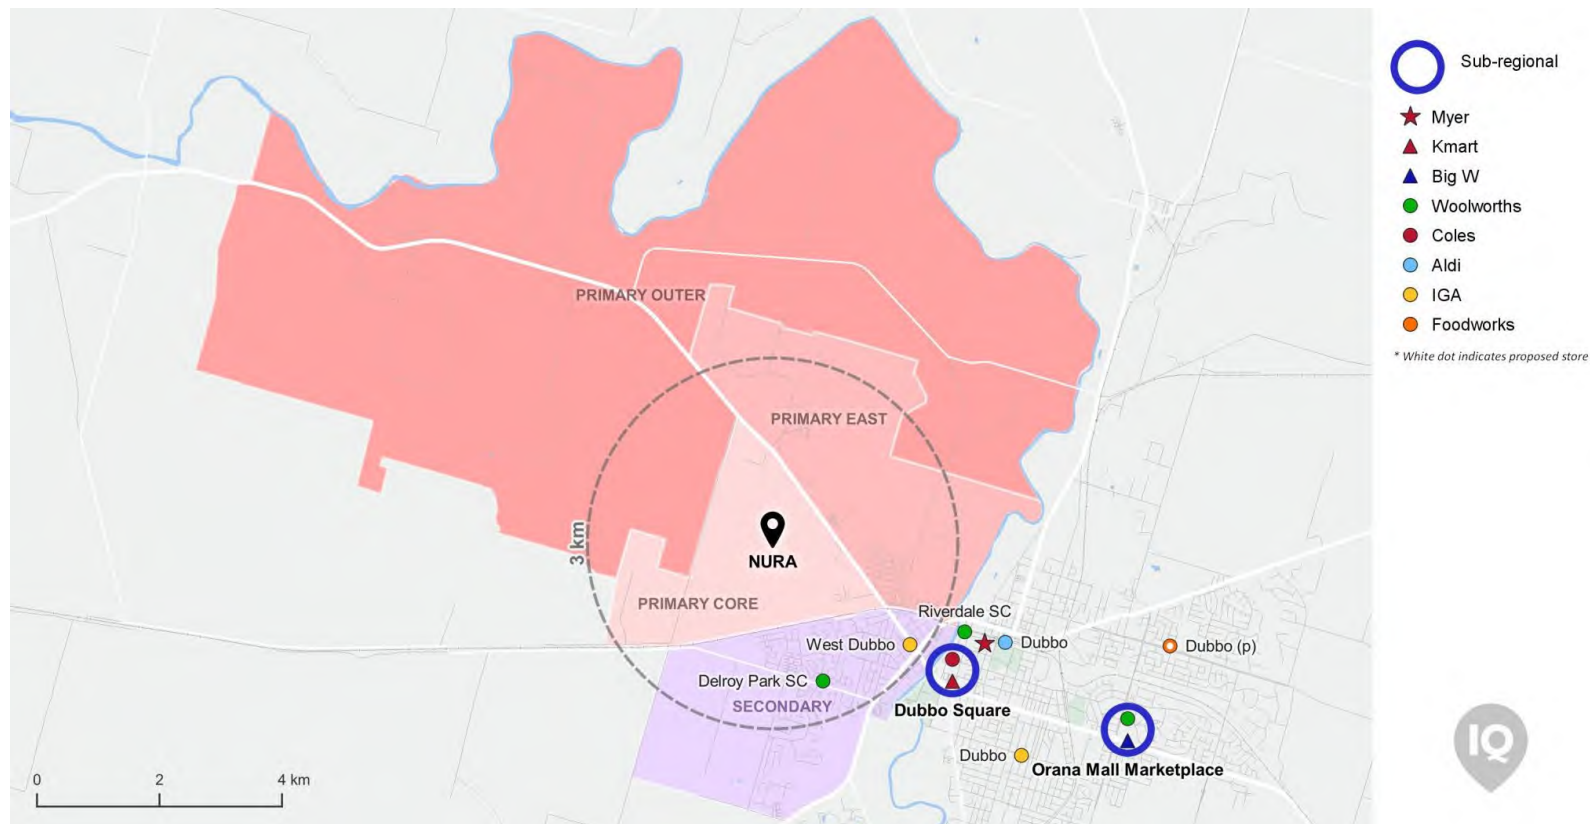 Sub-regional
Myer
Kmart
Big W
Woolworths
Coles
Aldi
IGA
Foodworks
* White dot indicates proposed store
PRIMARY OUTER
PRIMARY EAST
3 km
NURA
PRIMARY CORE
Riverdale SC
West Dubbo
Dubbo
Dubbo (p)
Delroy Park SC
SECONDARY
Dubbo Square
Dubbo
Orana Mall Marketplace
0 2 4 km
IQ